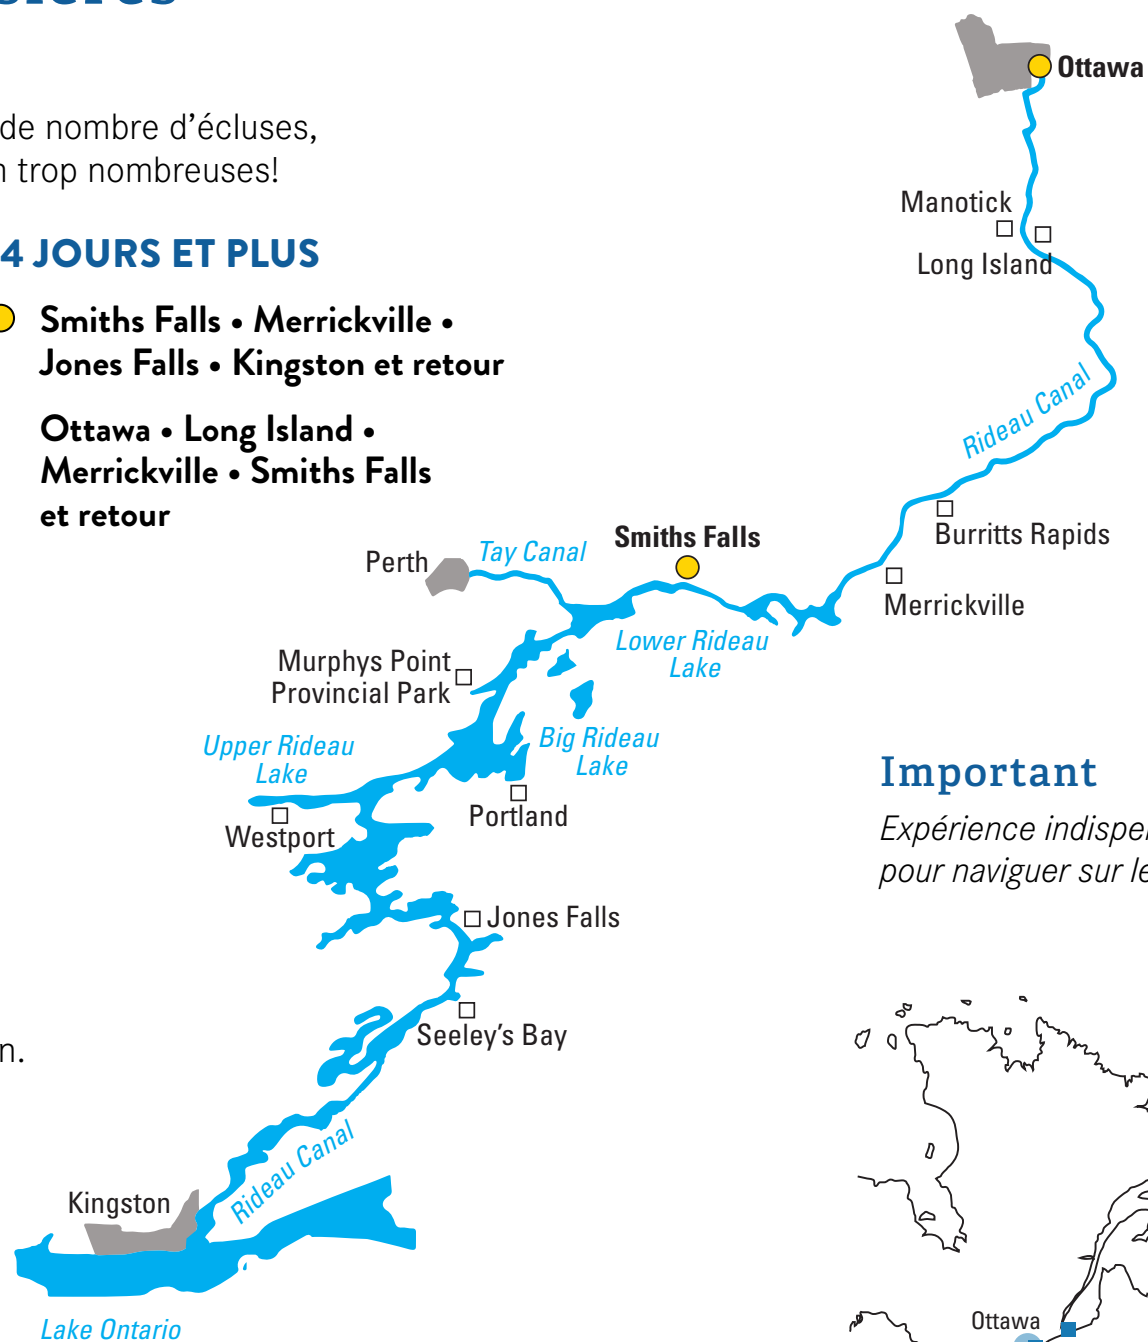 de nombre d'écluses,
trop nombreuses!
4 JOURS ET PLUS
Smiths Falls • Merrickville •
Jones Falls • Kingston et retour
Ottawa • Long Island •
Merrickville • Smiths Falls
et retour
Ottawa
Manotick
Long Island
Rideau Canal
Burritts Rapids
Merrickville
Smiths Falls
Perth
Tay Canal
Lower Rideau
Lake
Murphys Point
Provincial Park
Big Rideau
Lake
Upper Rideau
Lake
Portland
Westport
Jones Falls
Seeley's Bay
Rideau Canal
Kingston
Lake Ontario
Important
Expérience
pour naviguer sur
n.
Ottawa